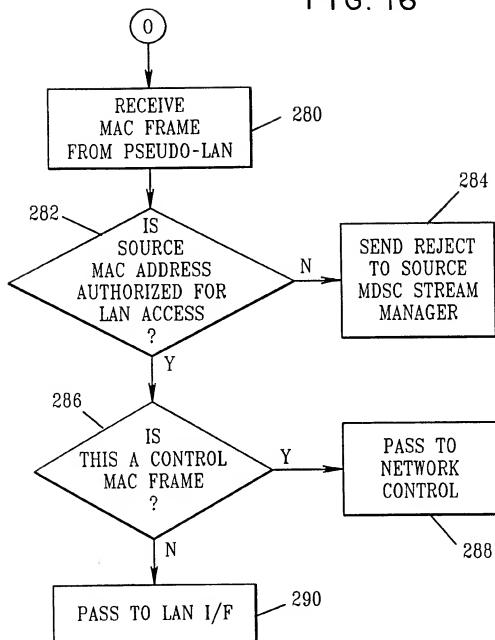 FIG. 16
0
RECEIVE
MAC FRAME
FROM PSEUDO-LAN
280
282
IS
SOURCE
MAC ADDRESS
AUTHORIZED FOR
LAN ACCESS
?
N
284
SEND REJECT
TO SOURCE
MDSC STREAM
MANAGER
Y
286
IS
THIS A CONTROL
MAC FRAME
?
Y
PASS TO
NETWORK
CONTROL
288
N
PASS TO LAN I/F
290